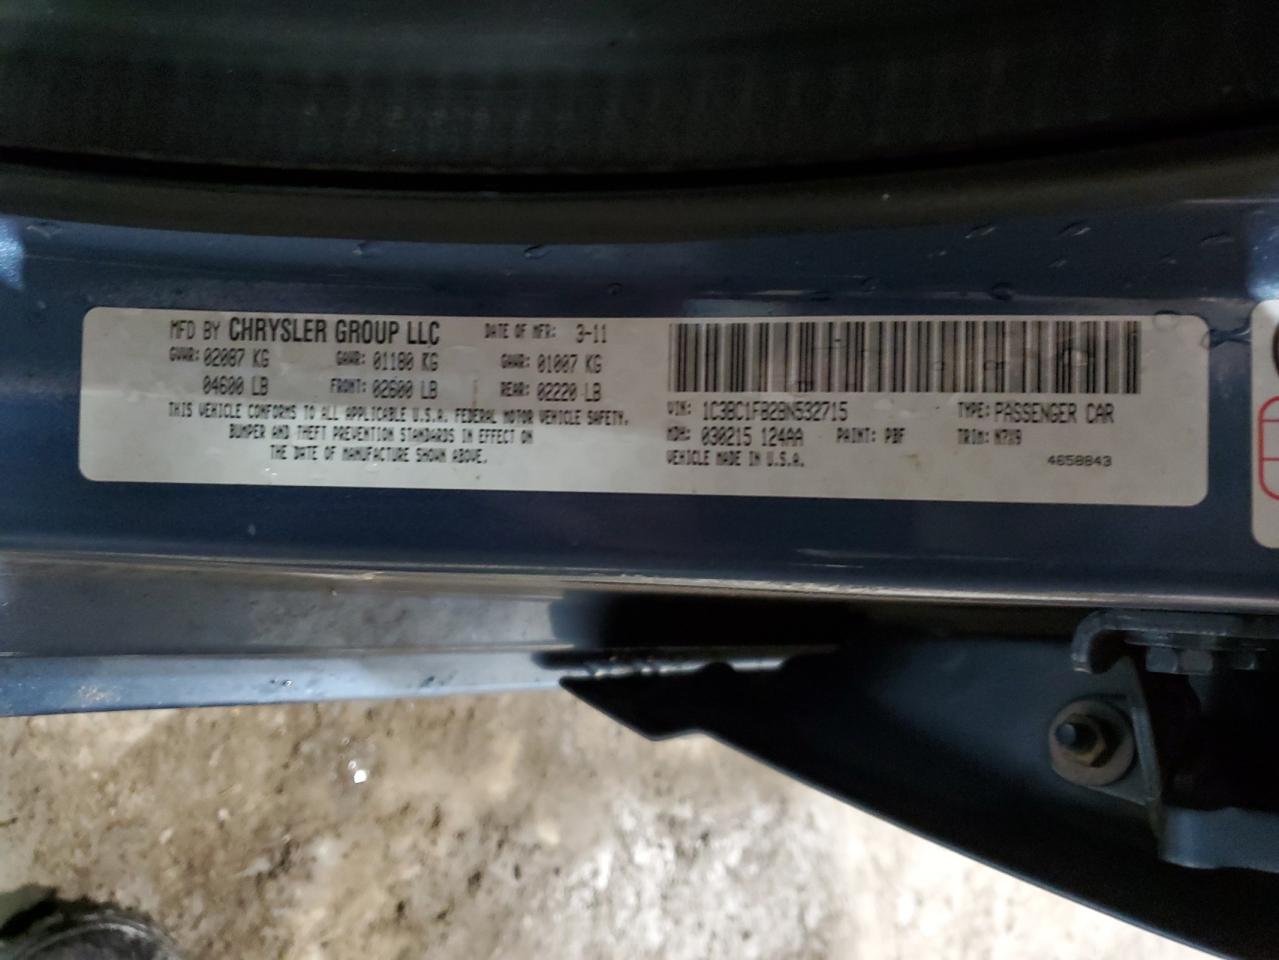 MFD BY CHRYSLER GROUP LLC DATE OF MFR: 3-11
GVWR: 02087 KG GAWR: 01180 KG GAWR: 01007 KG
04600 LB FRONT: 02600 LB REAR: 02220 LB
THIS VEHICLE CONFORMS TO ALL APPLICABLE U.S.A. FEDERAL MOTOR VEHICLE SAFETY,
BUMPER AND THEFT PREVENTION STANDARDS IN EFFECT ON
THE DATE OF MANUFACTURE SHOWN ABOVE.
VIN: 1C3BC1FB2BN532715 TYPE: PASSENGER CAR
MDH: 030215 124AA PAINT: PBF TRIM: N7X9
VEHICLE MADE IN U.S.A. 4658843